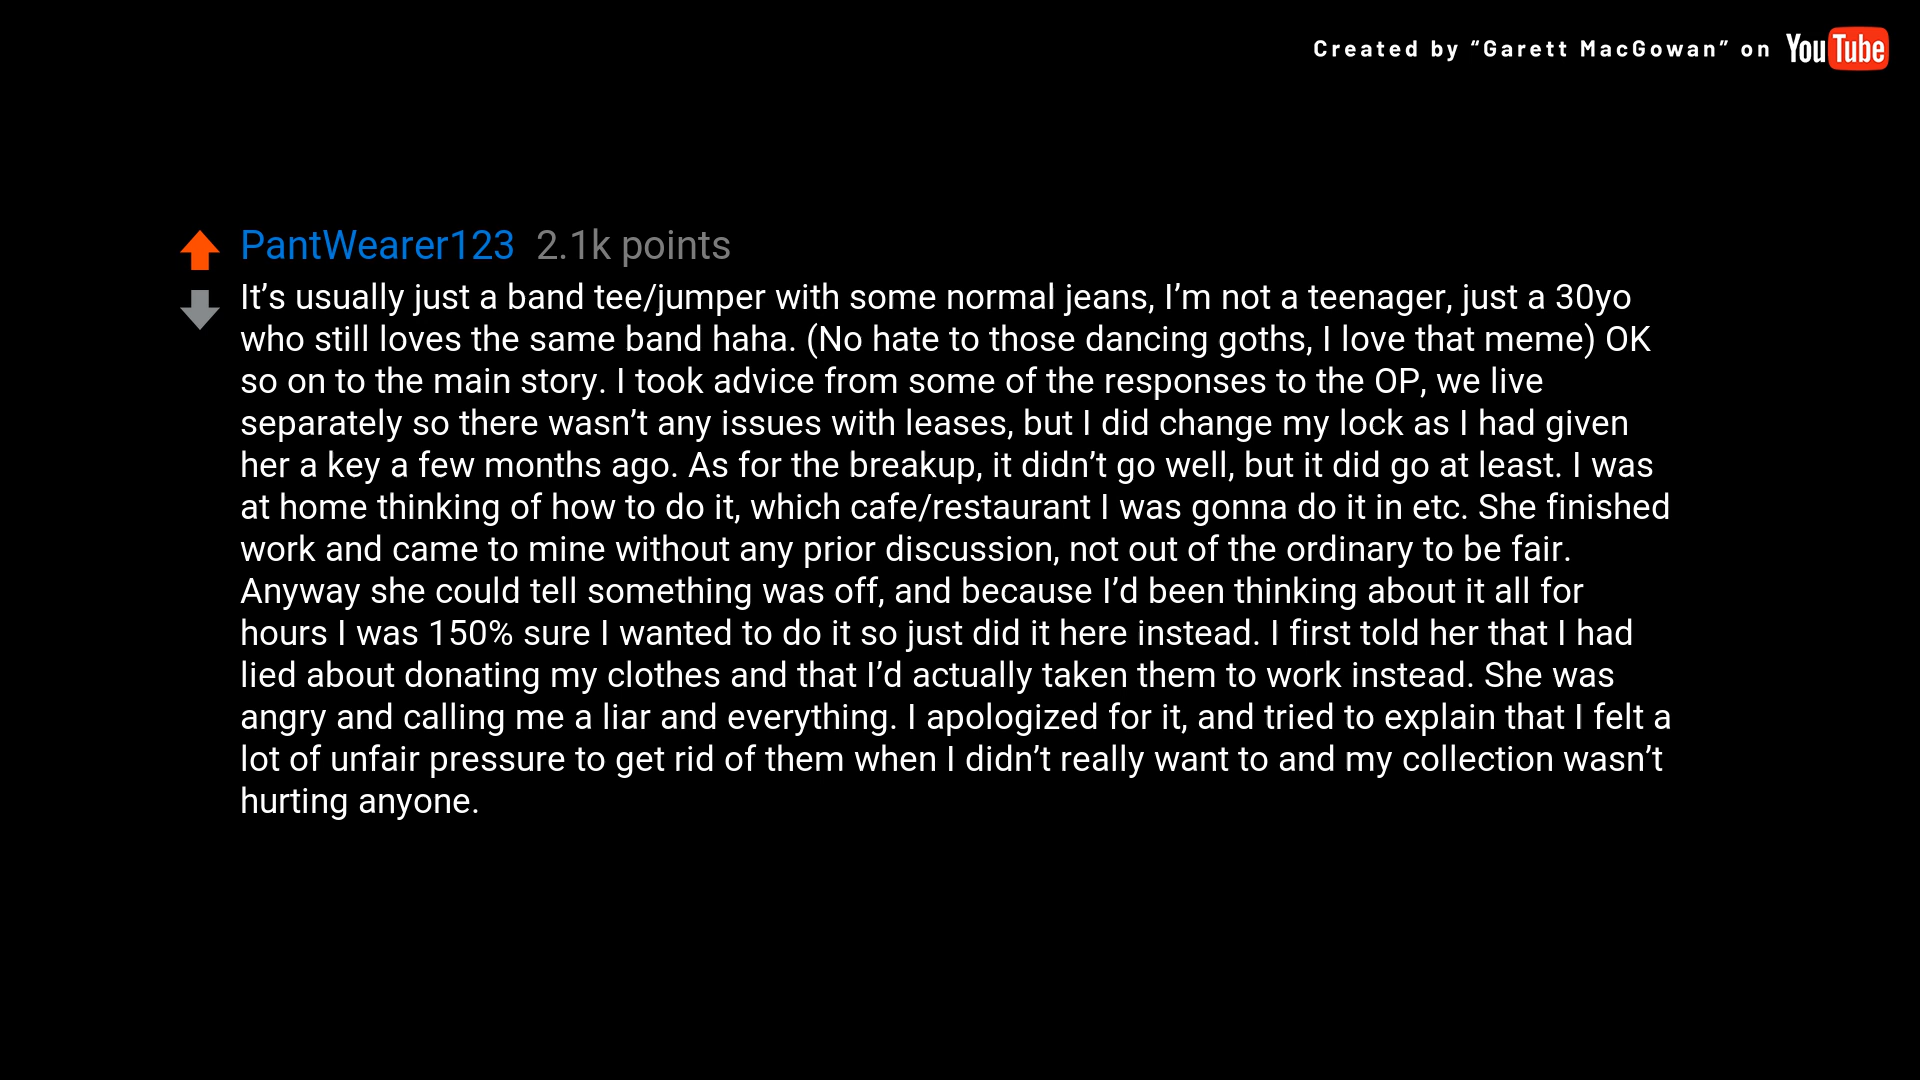 Created by “Garett MacGowan” on YouTube
PantWearer123 2.1k points
It’s usually just a band tee/jumper with some normal jeans, I’m not a teenager, just a 30yo
who still loves the same band haha. (No hate to those dancing goths, I love that meme) OK
so on to the main story. I took advice from some of the responses to the OP, we live
separately so there wasn’t any issues with leases, but I did change my lock as I had given
her a key a few months ago. As for the breakup, it didn’t go well, but it did go at least. I was
at home thinking of how to do it, which cafe/restaurant I was gonna do it in etc. She finished
work and came to mine without any prior discussion, not out of the ordinary to be fair.
Anyway she could tell something was off, and because I’d been thinking about it all for
hours I was 150% sure I wanted to do it so just did it here instead. I first told her that I had
lied about donating my clothes and that I’d actually taken them to work instead. She was
angry and calling me a liar and everything. I apologized for it, and tried to explain that I felt a
lot of unfair pressure to get rid of them when I didn’t really want to and my collection wasn’t
hurting anyone.